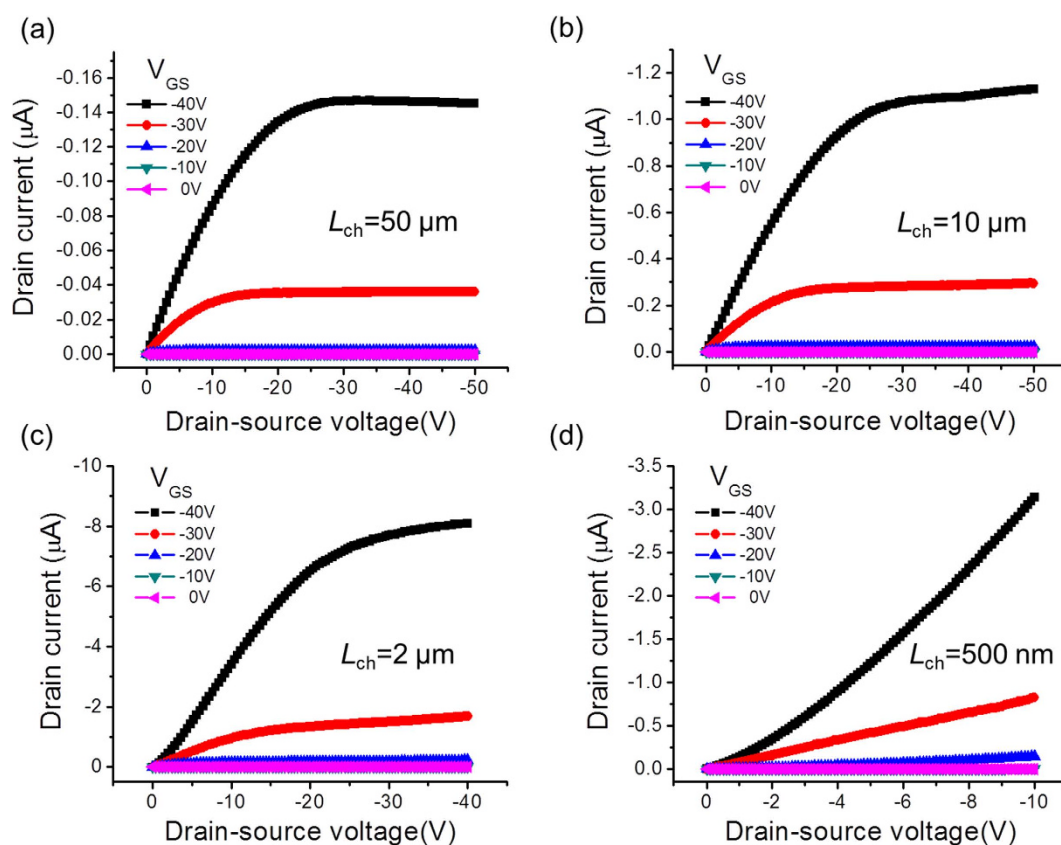 (a)
V_GS
-40V
-30V
-20V
-10V
0V
L_ch=50 µm
-0.16
-0.14
-0.12
-0.10
-0.08
-0.06
-0.04
-0.02
0.00
Drain current (µA)
0 -10 -20 -30 -40 -50
Drain-source voltage(V)
(b)
V_GS
-40V
-30V
-20V
-10V
0V
L_ch=10 µm
-1.2
-1.0
-0.8
-0.6
-0.4
-0.2
0.0
Drain current (µA)
0 -10 -20 -30 -40 -50
Drain-source voltage(V)
(c)
V_GS
-40V
-30V
-20V
-10V
0V
L_ch=2 µm
-10
-8
-6
-4
-2
0
Drain current (µA)
0 -10 -20 -30 -40
Drain-source voltage(V)
(d)
V_GS
-40V
-30V
-20V
-10V
0V
L_ch=500 nm
-3.5
-3.0
-2.5
-2.0
-1.5
-1.0
-0.5
0.0
Drain current (µA)
0 -2 -4 -6 -8 -10
Drain-source voltage(V)